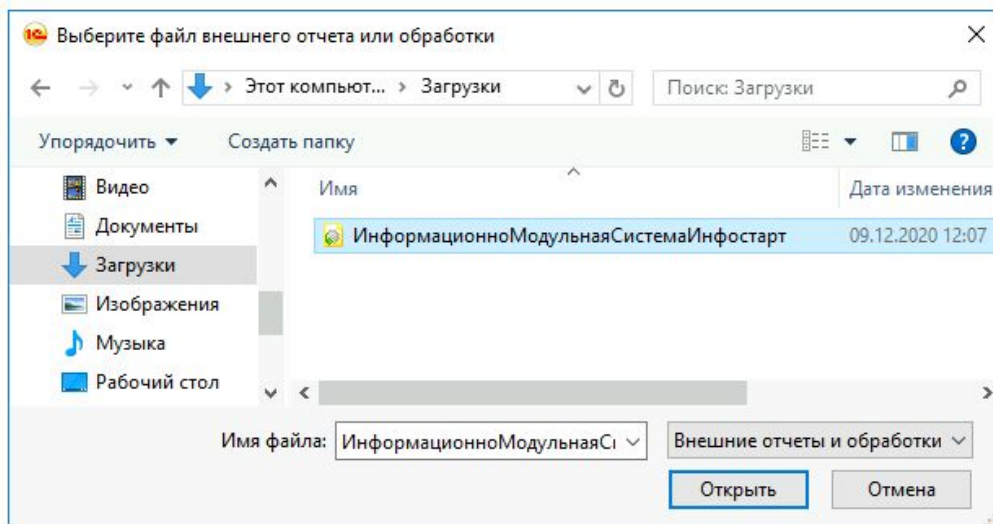 1С Выберите файл внешнего отчета или обработки
Этот компьют... > Загрузки
Поиск: Загрузки
Упорядочить Создать папку
Видео
Документы
Загрузки
Изображения
Музыка
Рабочий стол
Имя Дата изменения
ИнформационноМодульнаяСистемаИнфостарт 09.12.2020 12:07
Имя файла: ИнформационноМодульнаяС Внешние отчеты и обработки
Открыть Отмена